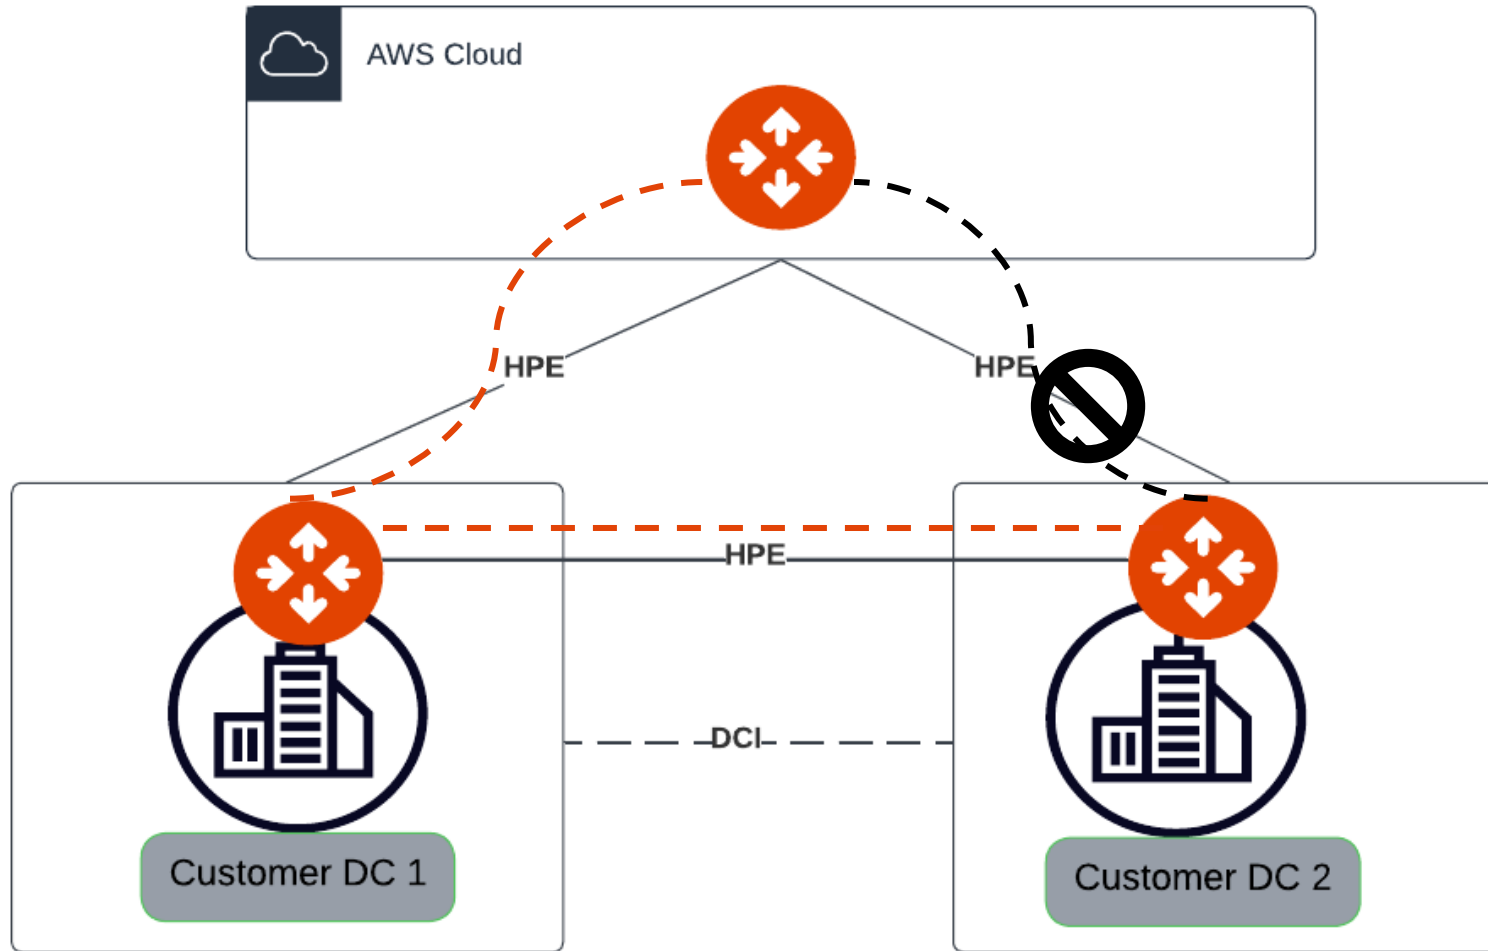 AWS Cloud
HPE
HPE
HPE
DCI
Customer DC 1
Customer DC 2